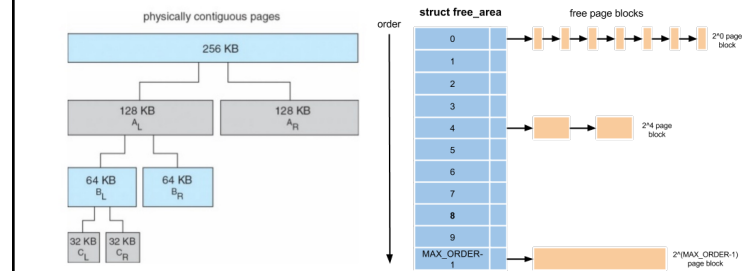 physically contiguous pages
256 KB
128 KB
AL
128 KB
AR
64 KB
BL
64 KB
BR
32 KB
CL
32 KB
CR
order
struct free_area
free page blocks
0
2^0 page
block
1
2
3
4
2^4 page
block
5
6
7
8
9
MAX_ORDER-
1
2^(MAX_ORDER-1)
page block